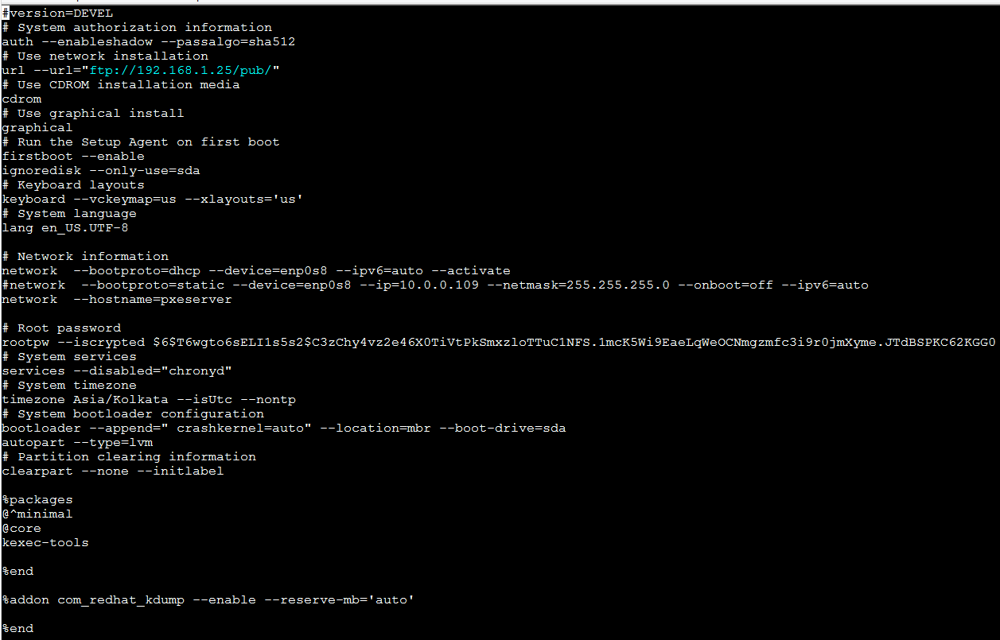 #version=DEVEL
# System authorization information
auth --enableshadow --passalgo=sha512
# Use network installation
url --url="ftp://192.168.1.25/pub/"
# Use CDROM installation media
cdrom
# Use graphical install
graphical
# Run the Setup Agent on first boot
firstboot --enable
ignoredisk --only-use=sda
# Keyboard layouts
keyboard --vckeymap=us --xlayouts='us'
# System language
lang en_US.UTF-8

# Network information
network  --bootproto=dhcp --device=enp0s8 --ipv6=auto --activate
#network  --bootproto=static --device=enp0s8 --ip=10.0.0.109 --netmask=255.255.255.0 --onboot=off --ipv6=auto
network  --hostname=pxeserver

# Root password
rootpw --iscrypted $6$T6wgto6sELI1s5s2$C3zChy4vz2e46X0TiVtPkSmxzloTTuC1NFS.1mcK5Wi9EaeLqWeOCNmgzmfc3i9r0jmXyme.JTdBSPKC62KGG0
# System services
services --disabled="chronyd"
# System timezone
timezone Asia/Kolkata --isUtc --nontp
# System bootloader configuration
bootloader --append=" crashkernel=auto" --location=mbr --boot-drive=sda
autopart --type=lvm
# Partition clearing information
clearpart --none --initlabel

%packages
@^minimal
@core
kexec-tools

%end

%addon com_redhat_kdump --enable --reserve-mb='auto'

%end